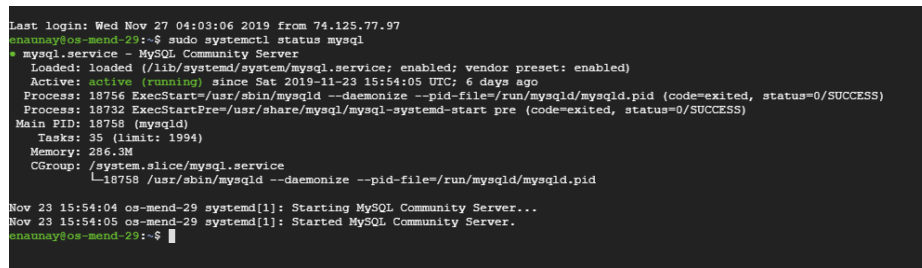 Last login: Wed Nov 27 04:03:06 2019 from 74.125.77.97
enaunay@os-mend-29:~$ sudo systemctl status mysql
● mysql.service - MySQL Community Server
Loaded: loaded (/lib/systemd/system/mysql.service; enabled; vendor preset: enabled)
Active: active (running) since Sat 2019-11-23 15:54:05 UTC; 6 days ago
Process: 18756 ExecStart=/usr/sbin/mysqld --daemonize --pid-file=/run/mysqld/mysqld.pid (code=exited, status=0/SUCCESS)
Process: 18732 ExecStartPre=/usr/share/mysql/mysql-systemd-start pre (code=exited, status=0/SUCCESS)
Main PID: 18758 (mysqld)
Tasks: 35 (limit: 1994)
Memory: 286.3M
CGroup: /system.slice/mysql.service
└─18758 /usr/sbin/mysqld --daemonize --pid-file=/run/mysqld/mysqld.pid
Nov 23 15:54:04 os-mend-29 systemd[1]: Starting MySQL Community Server...
Nov 23 15:54:05 os-mend-29 systemd[1]: Started MySQL Community Server.
enaunay@os-mend-29:~$